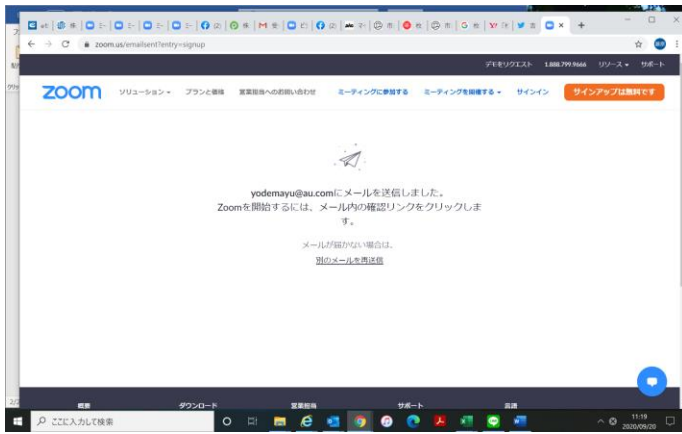 zoom.us/emailsent?entry=signup
デモをリクエスト 1.888.799.9666 リソース サポート
zoom ソリューション プランと価格 営業担当へのお問い合わせ ミーティングに参加する ミーティングを開催する サインイン サインアップは無料です
yodemayu@au.comにメールを送信しました。
Zoomを開始するには、メール内の確認リンクをクリックしま
す。
メールが届かない場合は、
別のメールを再送信
概要 ダウンロード 営業担当 サポート 言語
ここに入力して検索
11:19
2020/09/20